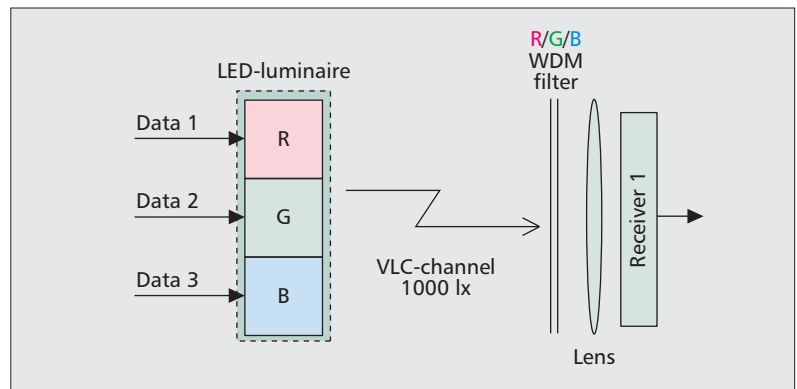 LED-luminaire
Data 1
R
Data 2
G
Data 3
B
VLC-channel
1000 lx
R/G/B
WDM
filter
Lens
Receiver 1